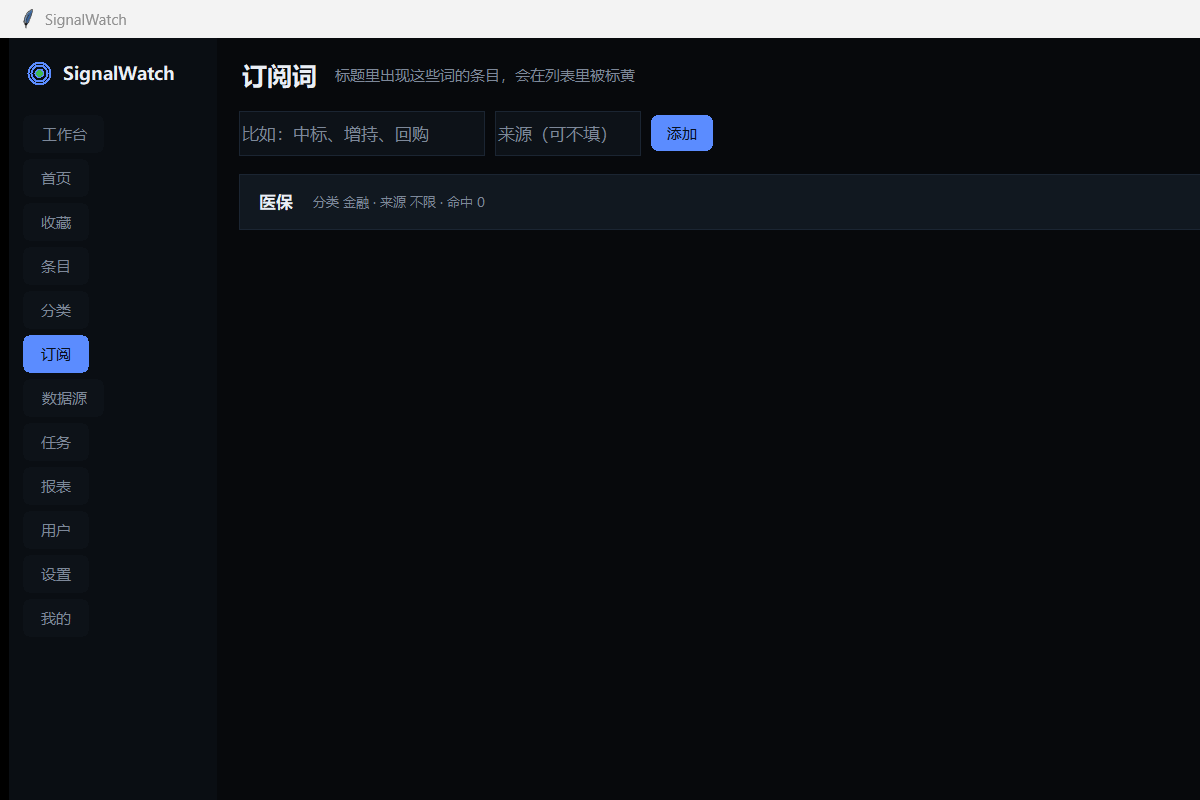 SignalWatch
SignalWatch
工作台
首页
收藏
条目
分类
订阅
数据源
任务
报表
用户
设置
我的
订阅词 标题里出现这些词的条目，会在列表里被标黄
比如：中标、增持、回购 来源（可不填） 添加
医保 分类 金融 · 来源 不限 · 命中 0